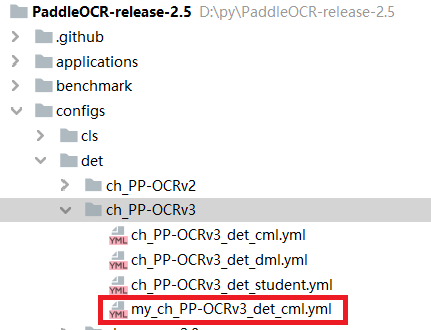 PaddleOCR-release-2.5 D:\py\PaddleOCR-release-2.5
.github
applications
benchmark
configs
cls
det
ch_PP-OCRv2
ch_PP-OCRv3
YML ch_PP-OCRv3_det_cml.yml
YML ch_PP-OCRv3_det_dml.yml
YML ch_PP-OCRv3_det_student.yml
YML my_ch_PP-OCRv3_det_cml.yml